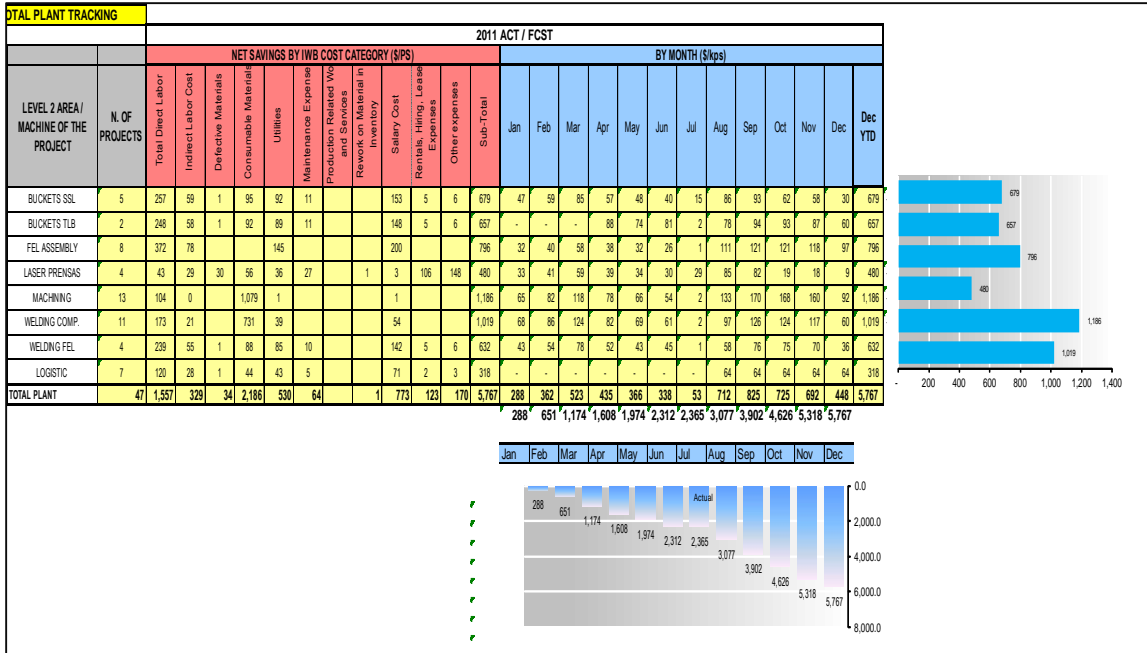 OTAL PLANT TRACKING
2011 ACT / FCST
NET SAVINGS BY IWB COST CATEGORY ($/PS) BY MONTH ($/kps)
LEVEL 2 AREA / MACHINE OF THE PROJECT N. OF PROJECTS Total Direct Labor Indirect Labor Cost Defective Materials Consumable Materials Utilities Maintenance Expense Production Related Wo and Services Rework on Material in Inventory Salary Cost Rentals, Hiring, Lease Expenses Other expenses Sub-Total Jan Feb Mar Apr May Jun Jul Aug Sep Oct Nov Dec Dec YTD
BUCKETS SSL 5 257 59 1 95 92 11 153 5 6 679 47 59 85 57 48 40 15 86 93 62 58 30 679
BUCKETS TLB 2 248 58 1 92 89 11 148 5 6 657 - - - 88 74 81 2 78 94 93 87 60 657
FEL ASSEMBLY 8 372 78 145 200 796 32 40 58 38 32 26 1 111 121 121 118 97 796
LASER PRENSAS 4 43 29 30 56 36 27 1 3 106 148 480 33 41 59 39 34 30 29 85 82 19 18 9 480
MACHINING 13 104 0 1,079 1 1 1,186 65 82 118 78 66 54 2 133 170 168 160 92 1,186
WELDING COMP. 11 173 21 731 39 54 1,019 68 86 124 82 69 61 2 97 126 124 117 60 1,019
WELDING FEL 4 239 55 1 88 85 10 142 5 6 632 43 54 78 52 43 45 1 58 76 75 70 36 632
LOGISTIC 7 120 28 1 44 43 5 71 2 3 318 - - - - - - - 64 64 64 64 64 318
TOTAL PLANT 47 1,557 329 34 2,186 530 64 1 773 123 170 5,767 288 362 523 435 366 338 53 712 825 725 692 448 5,767
288 651 1,174 1,608 1,974 2,312 2,365 3,077 3,902 4,626 5,318 5,767
679
657
796
480
1,186
1,019
- 200 400 600 800 1,000 1,200 1,400
Jan Feb Mar Apr May Jun Jul Aug Sep Oct Nov Dec
Actual
288 651 1,174 1,608 1,974 2,312 2,365 3,077 3,902 4,626 5,318 5,767
0.0
2,000.0
4,000.0
6,000.0
8,000.0